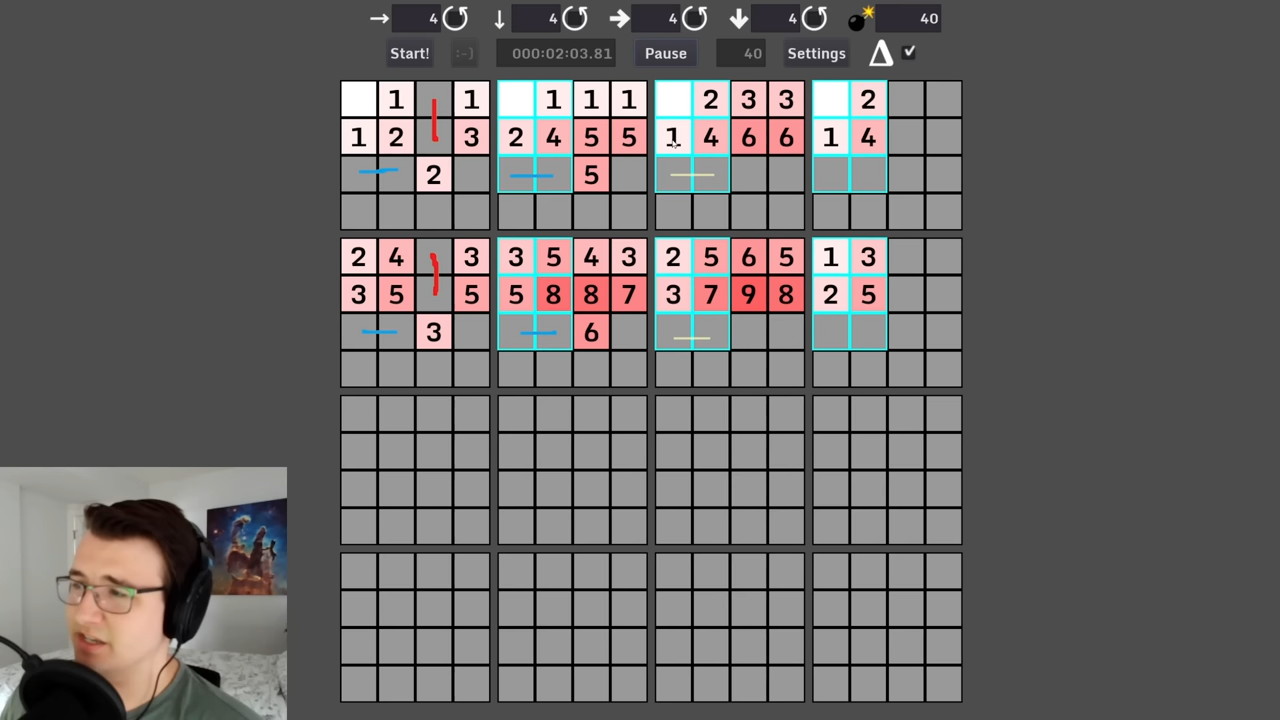 → 4 ↓ 4 → 4 ↓ 4 40
Start! :-) 000:02:03.81 Pause 40 Settings Δ
1 1 1 1 1 2 3 3 2
1 2 3 2 4 5 5 1 4 6 6 1 4
2 5
2 4 3 3 5 4 3 2 5 6 5 1 3
3 5 5 5 8 8 7 3 7 9 8 2 5
3 6